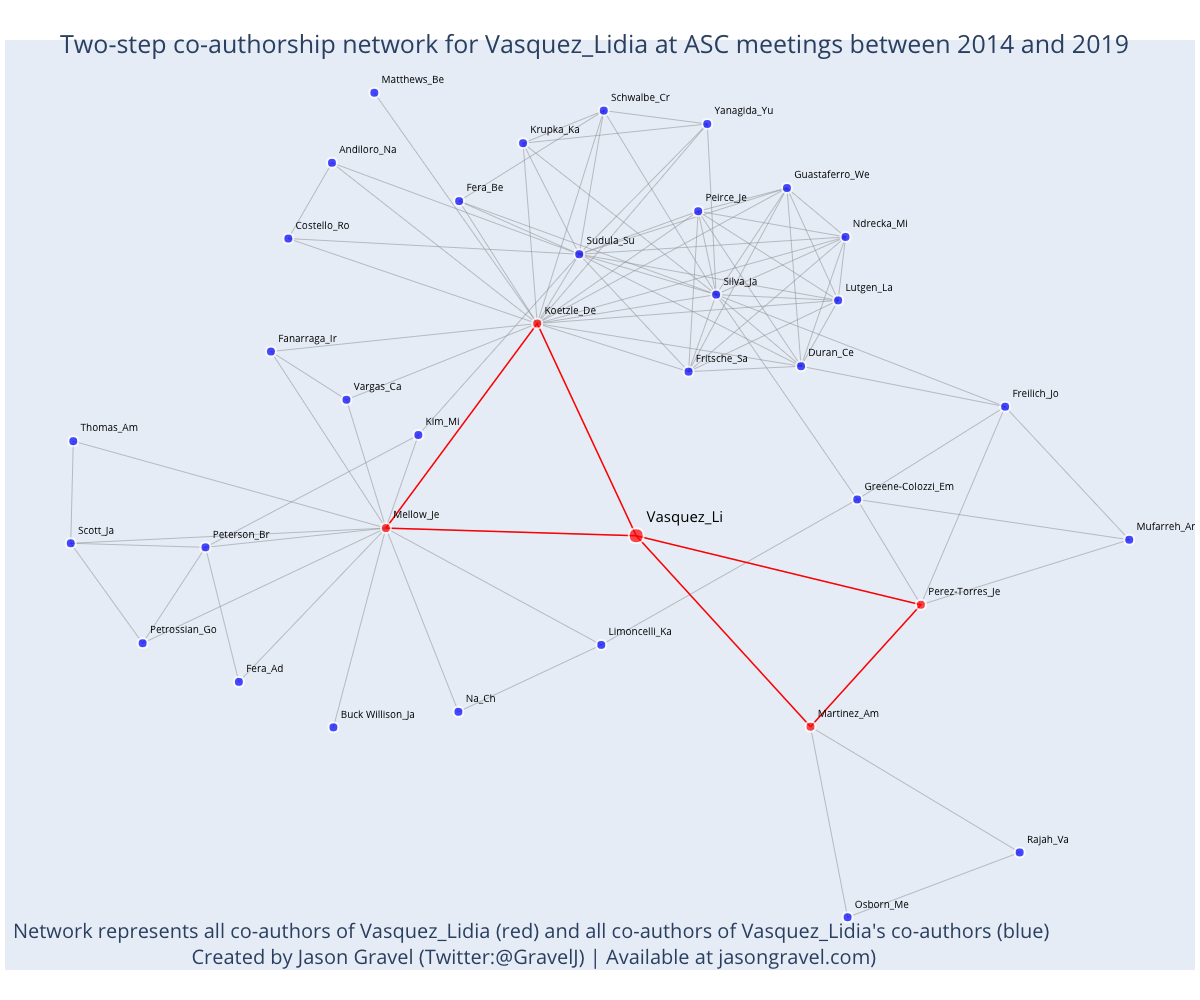 Two-step co-authorship network for Vasquez_Lidia at ASC meetings between 2014 and 2019
Matthews_Be
Schwalbe_Cr
Yanagida_Yu
Krupka_Ka
Andiloro_Na
Guastaferro_We
Fera_Be
Peirce_Je
Costello_Ro
Ndrecka_Mi
Sudula_Su
Silva_Ja
Lutgen_La
Koetzle_De
Fanarraga_Ir
Duran_Ce
Fritsche_Sa
Vargas_Ca
Freilich_Jo
Kim_Mi
Thomas_Am
Greene-Colozzi_Em
Mellow_Je
Vasquez_Li
Scott_Ja
Peterson_Br
Mufarreh_An
Perez-Torres_Je
Petrossian_Go
Limoncelli_Ka
Fera_Ad
Na_Ch
Buck Willison_Ja
Martinez_Am
Rajah_Va
Osborn_Me
Network represents all co-authors of Vasquez_Lidia (red) and all co-authors of Vasquez_Lidia's co-authors (blue)
Created by Jason Gravel (Twitter:@GravelJ) | Available at jasongravel.com)